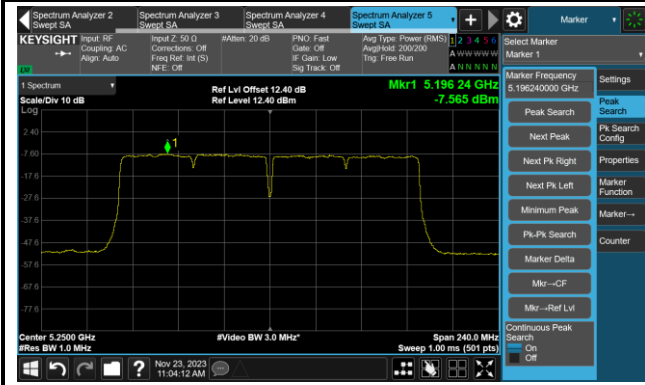 Spectrum Analyzer 2
Swept SA
Spectrum Analyzer 3
Swept SA
Spectrum Analyzer 4
Swept SA
Spectrum Analyzer 5
Swept SA
Marker
KEYSIGHT
Input: RF
Coupling: AC
Align: Auto
Input Z: 50 Ω
Corrections: Off
Freq Ref: Int (S)
NFE: Off
#Atten: 20 dB
PNO: Fast
Gate: Off
IF Gain: Low
Sig Track: Off
Avg Type: Power (RMS)
Avg|Hold: 200/200
Trig: Free Run
1 2 3 4 5 6
A W W W W W
A N N N N N
LXI
Select Marker
Marker 1
1 Spectrum
Scale/Div 10 dB
Log
Ref Lvl Offset 12.40 dB
Ref Level 12.40 dBm
Mkr1 5.196 24 GHz
-7.565 dBm
2.40
-7.60
-17.6
-27.6
-37.6
-47.6
-57.6
-67.6
-77.6
1
Center 5.2500 GHz
#Res BW 1.0 MHz
#Video BW 3.0 MHz*
Span 240.0 MHz
Sweep 1.00 ms (501 pts)
Marker Frequency
5.196240000 GHz
Peak Search
Next Peak
Next Pk Right
Next Pk Left
Minimum Peak
Pk-Pk Search
Marker Delta
Mkr→CF
Mkr→Ref Lvl
Continuous Peak
Search
On
Off
Settings
Peak
Search
Pk Search
Config
Properties
Marker
Function
Marker→
Counter
Nov 23, 2023
11:04:12 AM